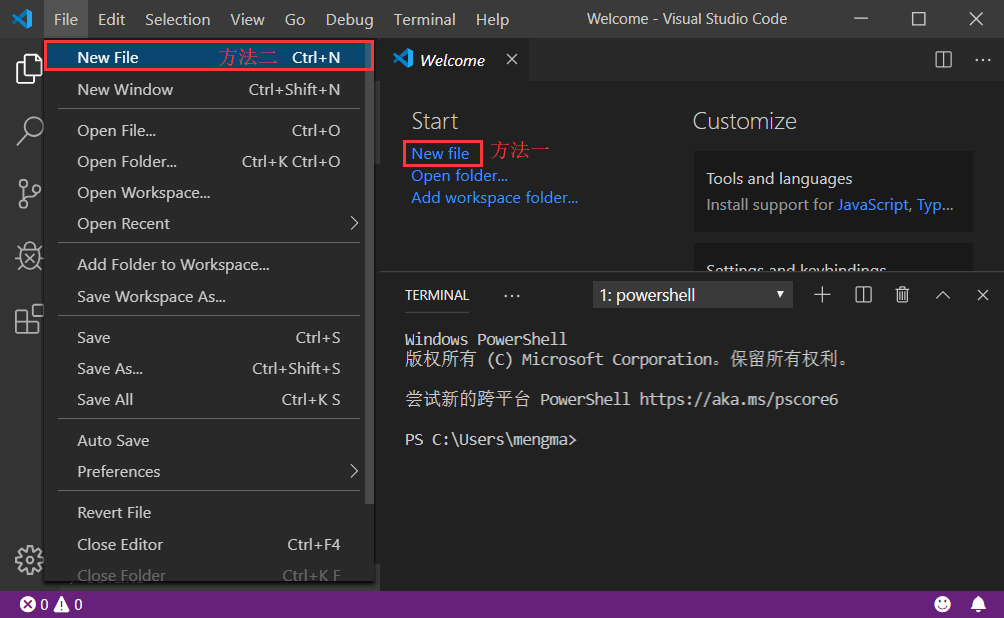 File Edit Selection View Go Debug Terminal Help Welcome - Visual Studio Code
New File 方法二 Ctrl+N
New Window Ctrl+Shift+N
Open File... Ctrl+O
Open Folder... Ctrl+K Ctrl+O
Open Workspace...
Open Recent
Add Folder to Workspace...
Save Workspace As...
Save Ctrl+S
Save As... Ctrl+Shift+S
Save All Ctrl+K S
Auto Save
Preferences
Revert File
Close Editor Ctrl+F4
Close Folder Ctrl+K F
Welcome
Start
New file 方法一
Open folder...
Add workspace folder...
Customize
Tools and languages
Install support for JavaScript, Typ...
Settings and keybindings
TERMINAL ... 1: powershell
Windows PowerShell
版权所有 (C) Microsoft Corporation。保留所有权利。
尝试新的跨平台 PowerShell https://aka.ms/pscore6
PS C:\Users\mengma>
0 0